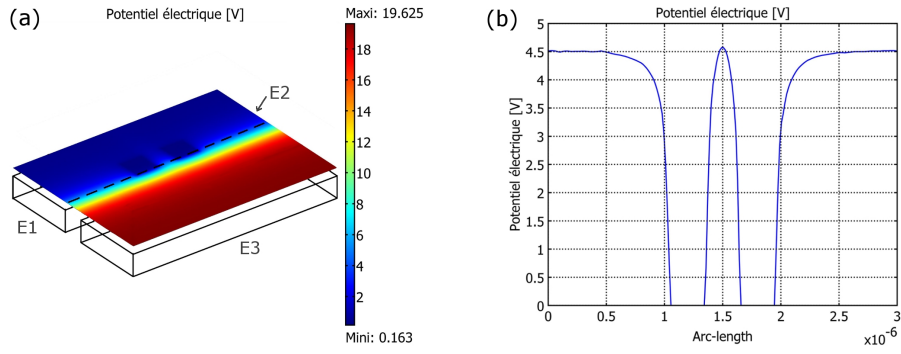 (a)
Potentiel électrique [V]
Maxi: 19.625
18
16
14
12
10
8
6
4
2
Mini: 0.163
E1
E2
E3
(b)
Potentiel électrique [V]
Potentiel électrique [V]
5
4.5
4
3.5
3
2.5
2
1.5
1
0.5
0
0
0.5
1
1.5
2
2.5
3
Arc-length
x10^-6